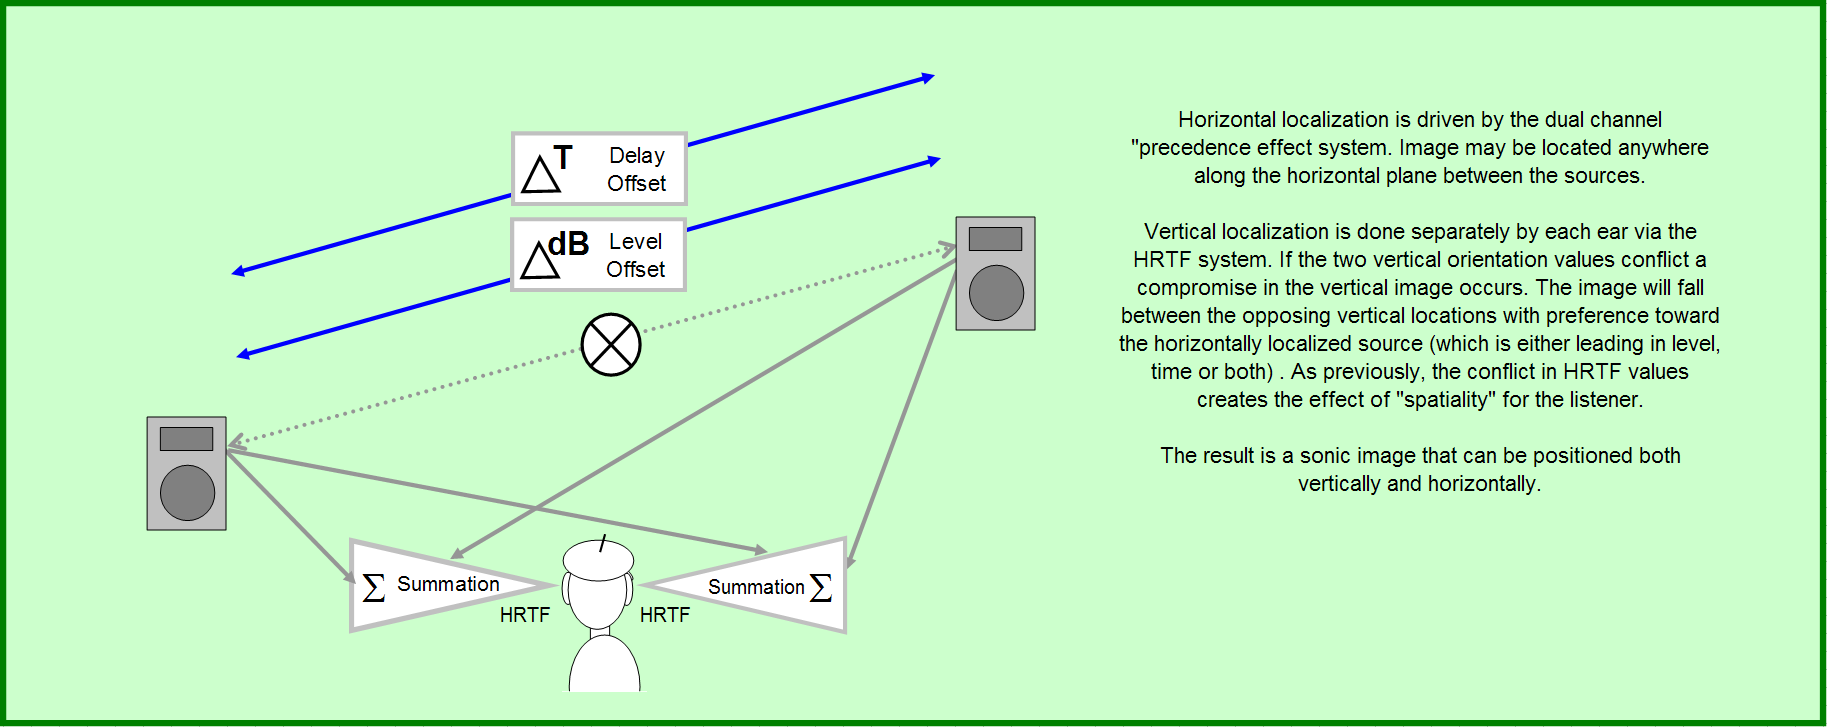 T
Delay
Offset
dB
Level
Offset
Σ Summation
HRTF
HRTF
Summation Σ
Horizontal localization is driven by the dual channel
"precedence effect system. Image may be located anywhere
along the horizontal plane between the sources.
Vertical localization is done separately by each ear via the
HRTF system. If the two vertical orientation values conflict a
compromise in the vertical image occurs. The image will fall
between the opposing vertical locations with preference toward
the horizontally localized source (which is either leading in level,
time or both) . As previously, the conflict in HRTF values
creates the effect of "spatiality" for the listener.
The result is a sonic image that can be positioned both
vertically and horizontally.